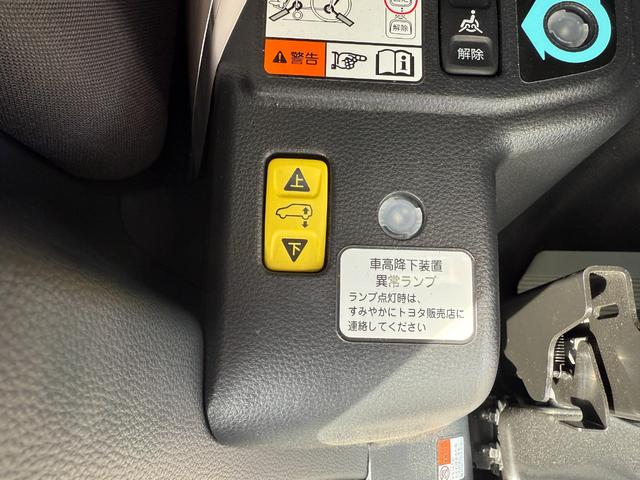 解除
警告
解除
上
下
車高降下装置
異常ランプ
ランプ点灯時は、
すみやかにトヨタ販売店に
連絡してください